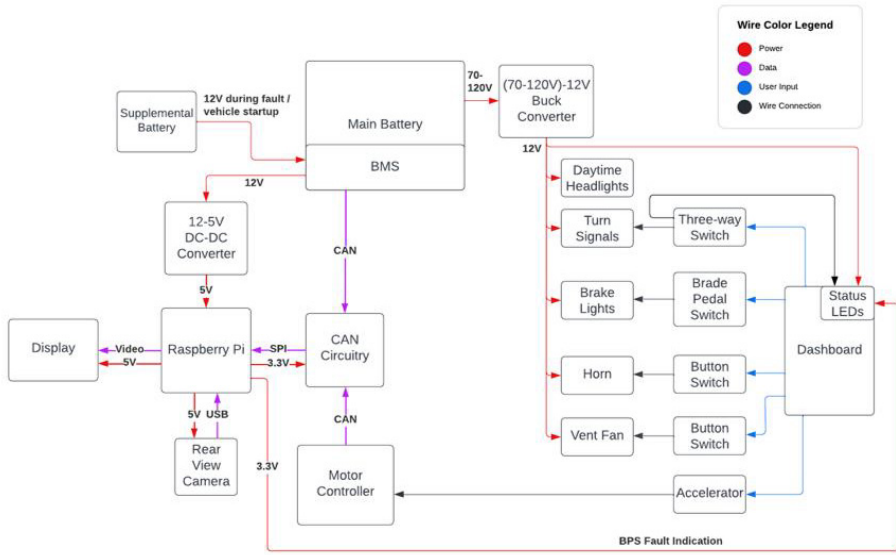 Wire Color Legend
Power
Data
User Input
Wire Connection
Supplemental
Battery
12V during fault /
vehicle startup
Main Battery
BMS
70-
120V
(70-120V)-12V
Buck
Converter
12V
12V
12-5V
DC-DC
Converter
5V
CAN
Daytime
Headlights
Turn
Signals
Three-way
Switch
Brake
Lights
Brade
Pedal
Switch
Status
LEDs
Dashboard
Display
Video
5V
Raspberry Pi
SPI
3.3V
CAN
Circuitry
Horn
Button
Switch
5V
USB
CAN
Vent Fan
Button
Switch
Rear
View
Camera
3.3V
Motor
Controller
Accelerator
BPS Fault Indication